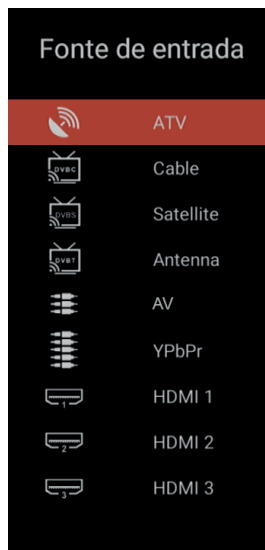 Fonte de entrada
ATV
DVBC Cable
DVBS Satellite
DVBT Antenna
AV
YPbPr
1 HDMI 1
2 HDMI 2
3 HDMI 3